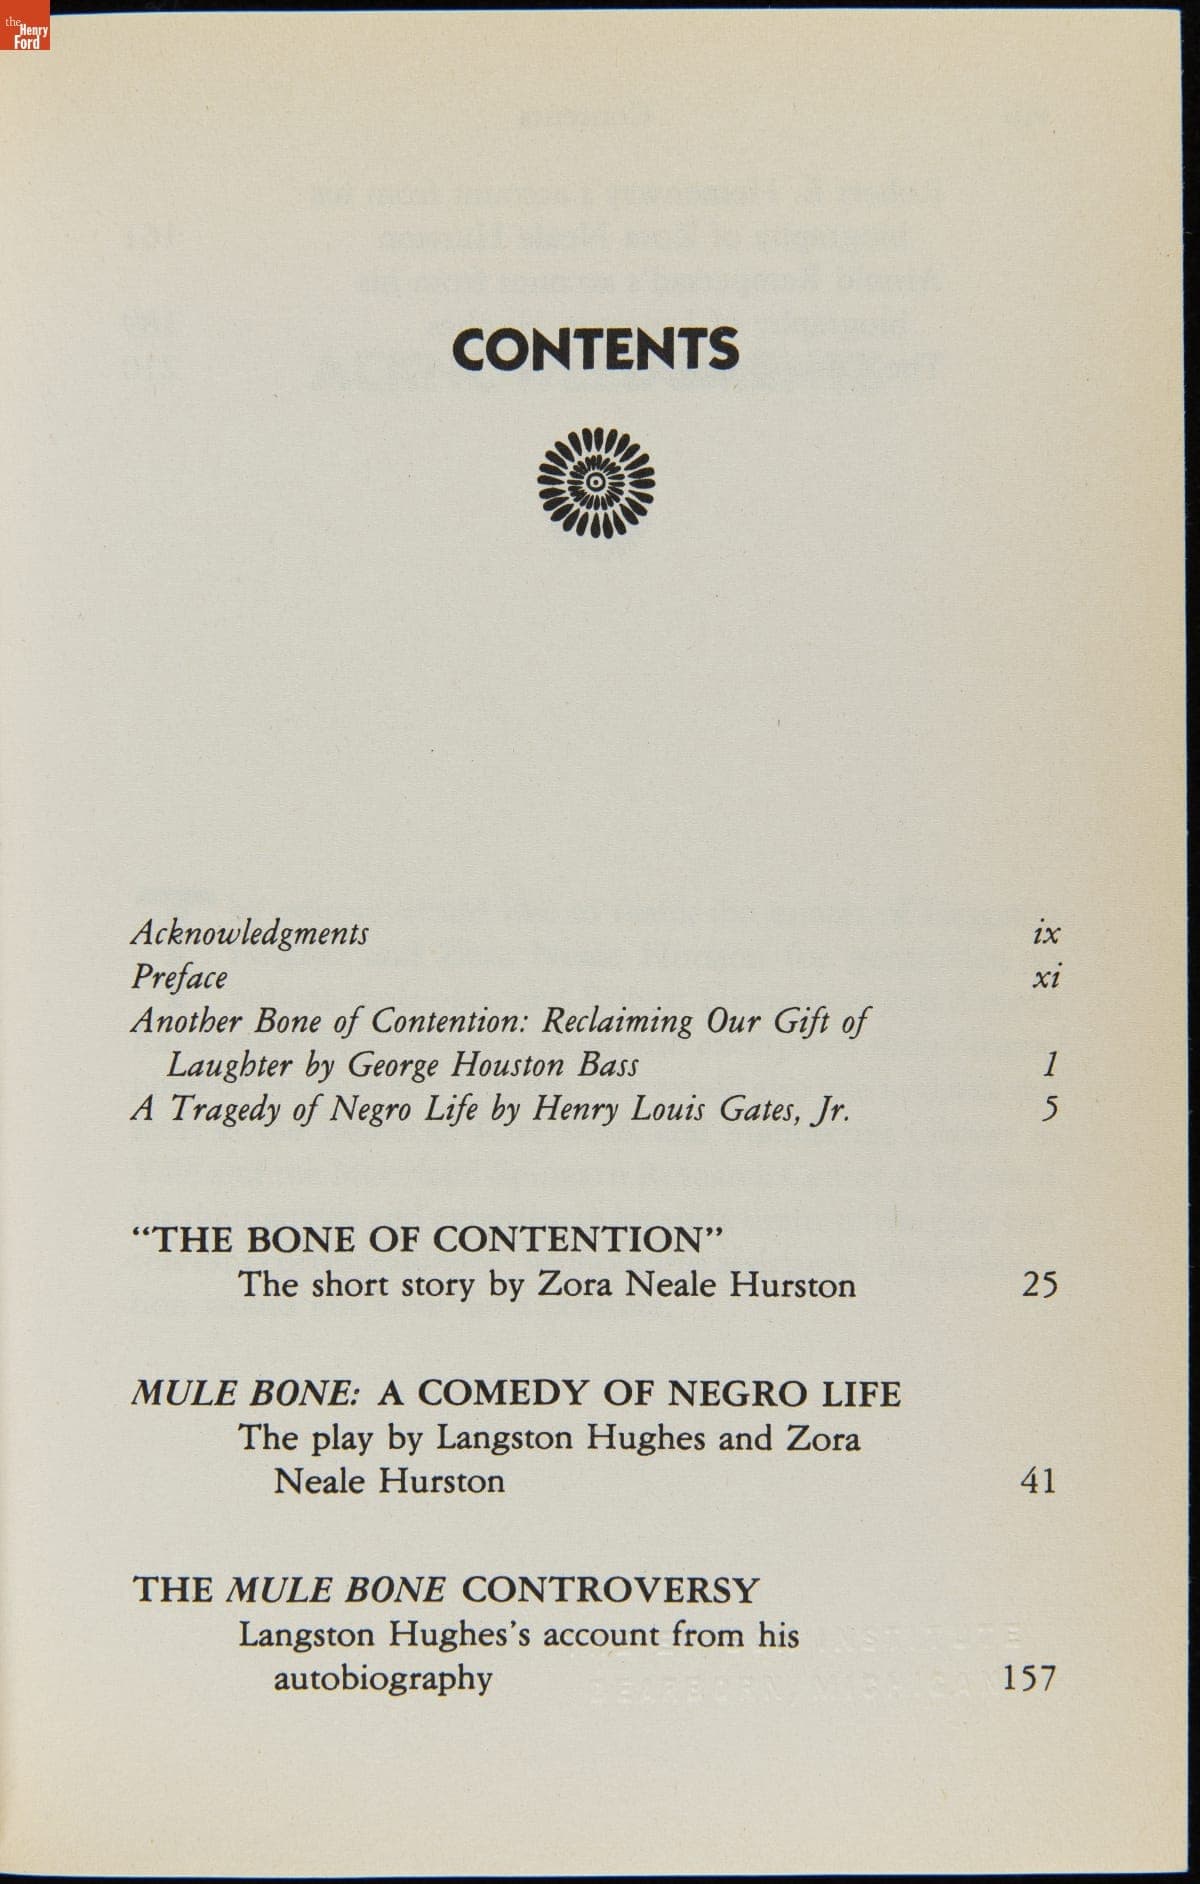 the
Henry
Ford
CONTENTS
Acknowledgments ix
Preface xi
Another Bone of Contention: Reclaiming Our Gift of
Laughter by George Houston Bass 1
A Tragedy of Negro Life by Henry Louis Gates, Jr. 5
“THE BONE OF CONTENTION”
The short story by Zora Neale Hurston 25
MULE BONE: A COMEDY OF NEGRO LIFE
The play by Langston Hughes and Zora
Neale Hurston 41
THE MULE BONE CONTROVERSY
Langston Hughes's account from his
autobiography 157
DEARBORN, MICHIGAN